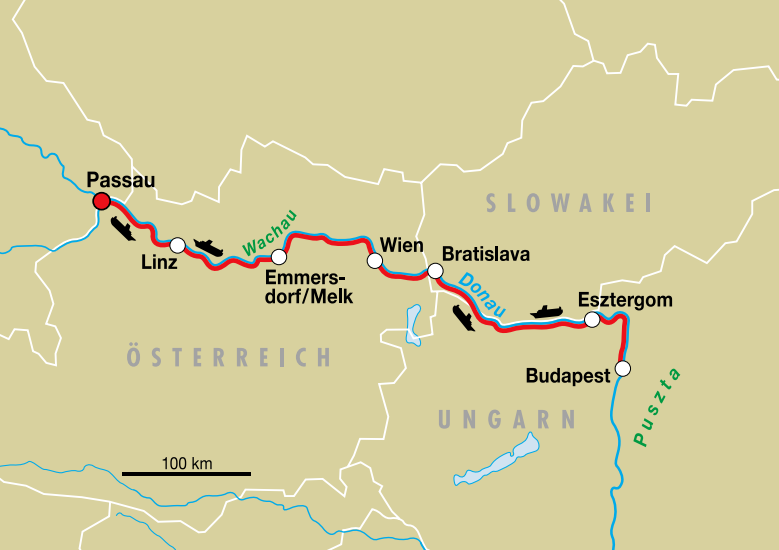 Passau
Linz
Wachau
Emmers-
dorf/Melk
Wien
Bratislava
SLOWAKEI
Donau
Esztergom
Budapest
Puszta
ÖSTERREICH
UNGARN
100 km